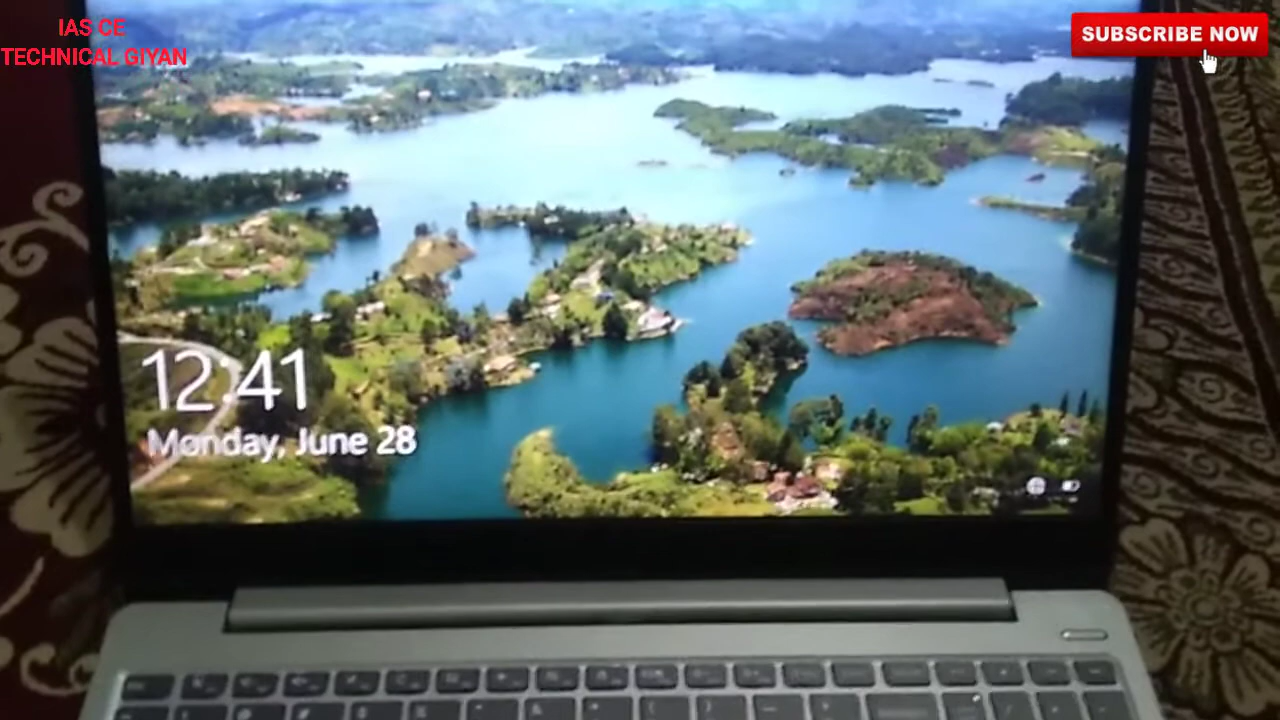 IAS CE
TECHNICAL GIYAN
SUBSCRIBE NOW
12:41
Monday, June 28